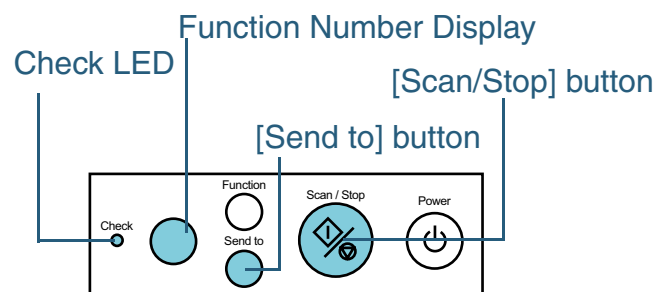 Function Number Display
Check LED
[Scan/Stop] button
[Send to] button
Function
Scan / Stop
Power
Check
Send to